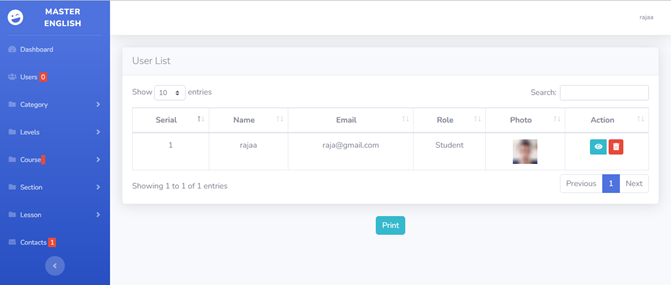 MASTER
ENGLISH
rajaa
Dashboard
Users 0
Category
Levels
Course
Section
Lesson
Contacts 1
User List
Show 10 entries
Search:
Serial Name Email Role Photo Action
1 rajaa raja@gmail.com Student
Showing 1 to 1 of 1 entries
Previous 1 Next
Print